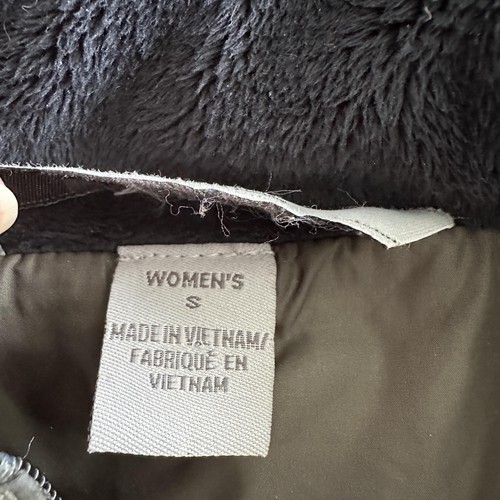 WOMEN'S
S
MADE IN VIETNAM/
FABRIQUÉ EN
VIETNAM